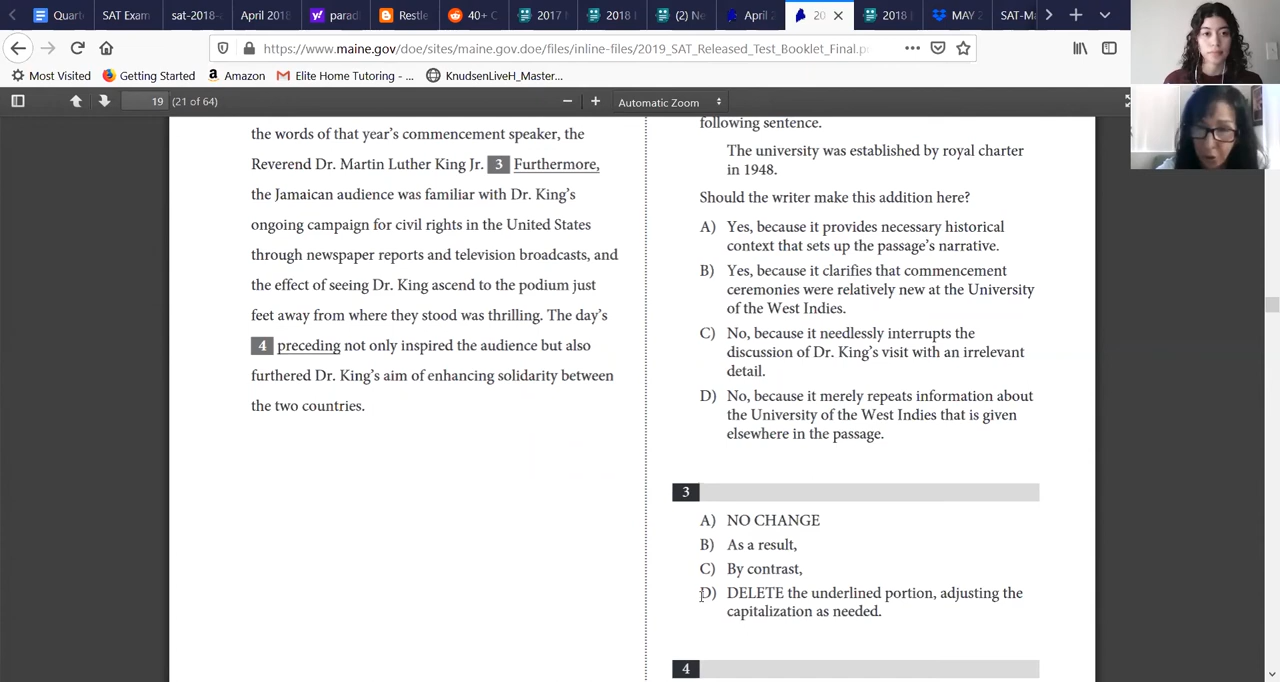 Quart
SAT Exam
sat-2018-
April 2018
parad
Restle
40+ C
2017
2018
(2) Ne
April 2
20
2018
MAY 2
SAT-Ma
https://www.maine.gov/doe/sites/maine.gov.doe/files/inline-files/2019_SAT_Released_Test_Booklet_Final.p
Most Visited
Getting Started
Amazon
Elite Home Tutoring - ...
KnudsenLiveH_Master...
19 (21 of 64)
Automatic Zoom
the words of that year's commencement speaker, the
Reverend Dr. Martin Luther King Jr. 3 Furthermore,
the Jamaican audience was familiar with Dr. King's
ongoing campaign for civil rights in the United States
through newspaper reports and television broadcasts, and
the effect of seeing Dr. King ascend to the podium just
feet away from where they stood was thrilling. The day's
4 preceding not only inspired the audience but also
furthered Dr. King's aim of enhancing solidarity between
the two countries.
following sentence.
The university was established by royal charter
in 1948.
Should the writer make this addition here?
A) Yes, because it provides necessary historical
context that sets up the passage's narrative.
B) Yes, because it clarifies that commencement
ceremonies were relatively new at the University
of the West Indies.
C) No, because it needlessly interrupts the
discussion of Dr. King's visit with an irrelevant
detail.
D) No, because it merely repeats information about
the University of the West Indies that is given
elsewhere in the passage.
3
A) NO CHANGE
B) As a result,
C) By contrast,
D) DELETE the underlined portion, adjusting the
capitalization as needed.
4